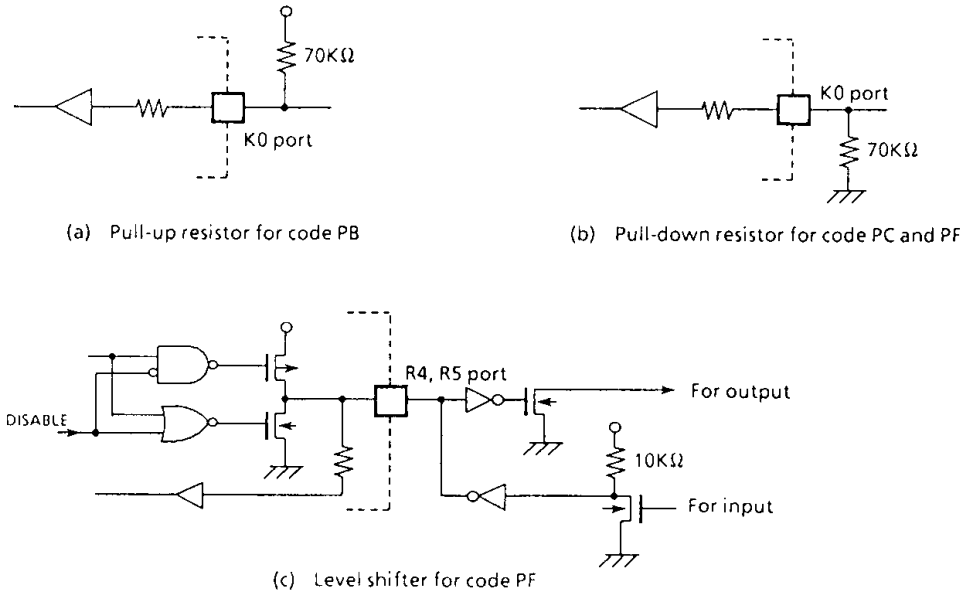 70KΩ
K0 port
(a) Pull-up resistor for code PB
K0 port
70KΩ
(b) Pull-down resistor for code PC and PF
R4, R5 port
For output
DISABLE
10KΩ
For input
(c) Level shifter for code PF